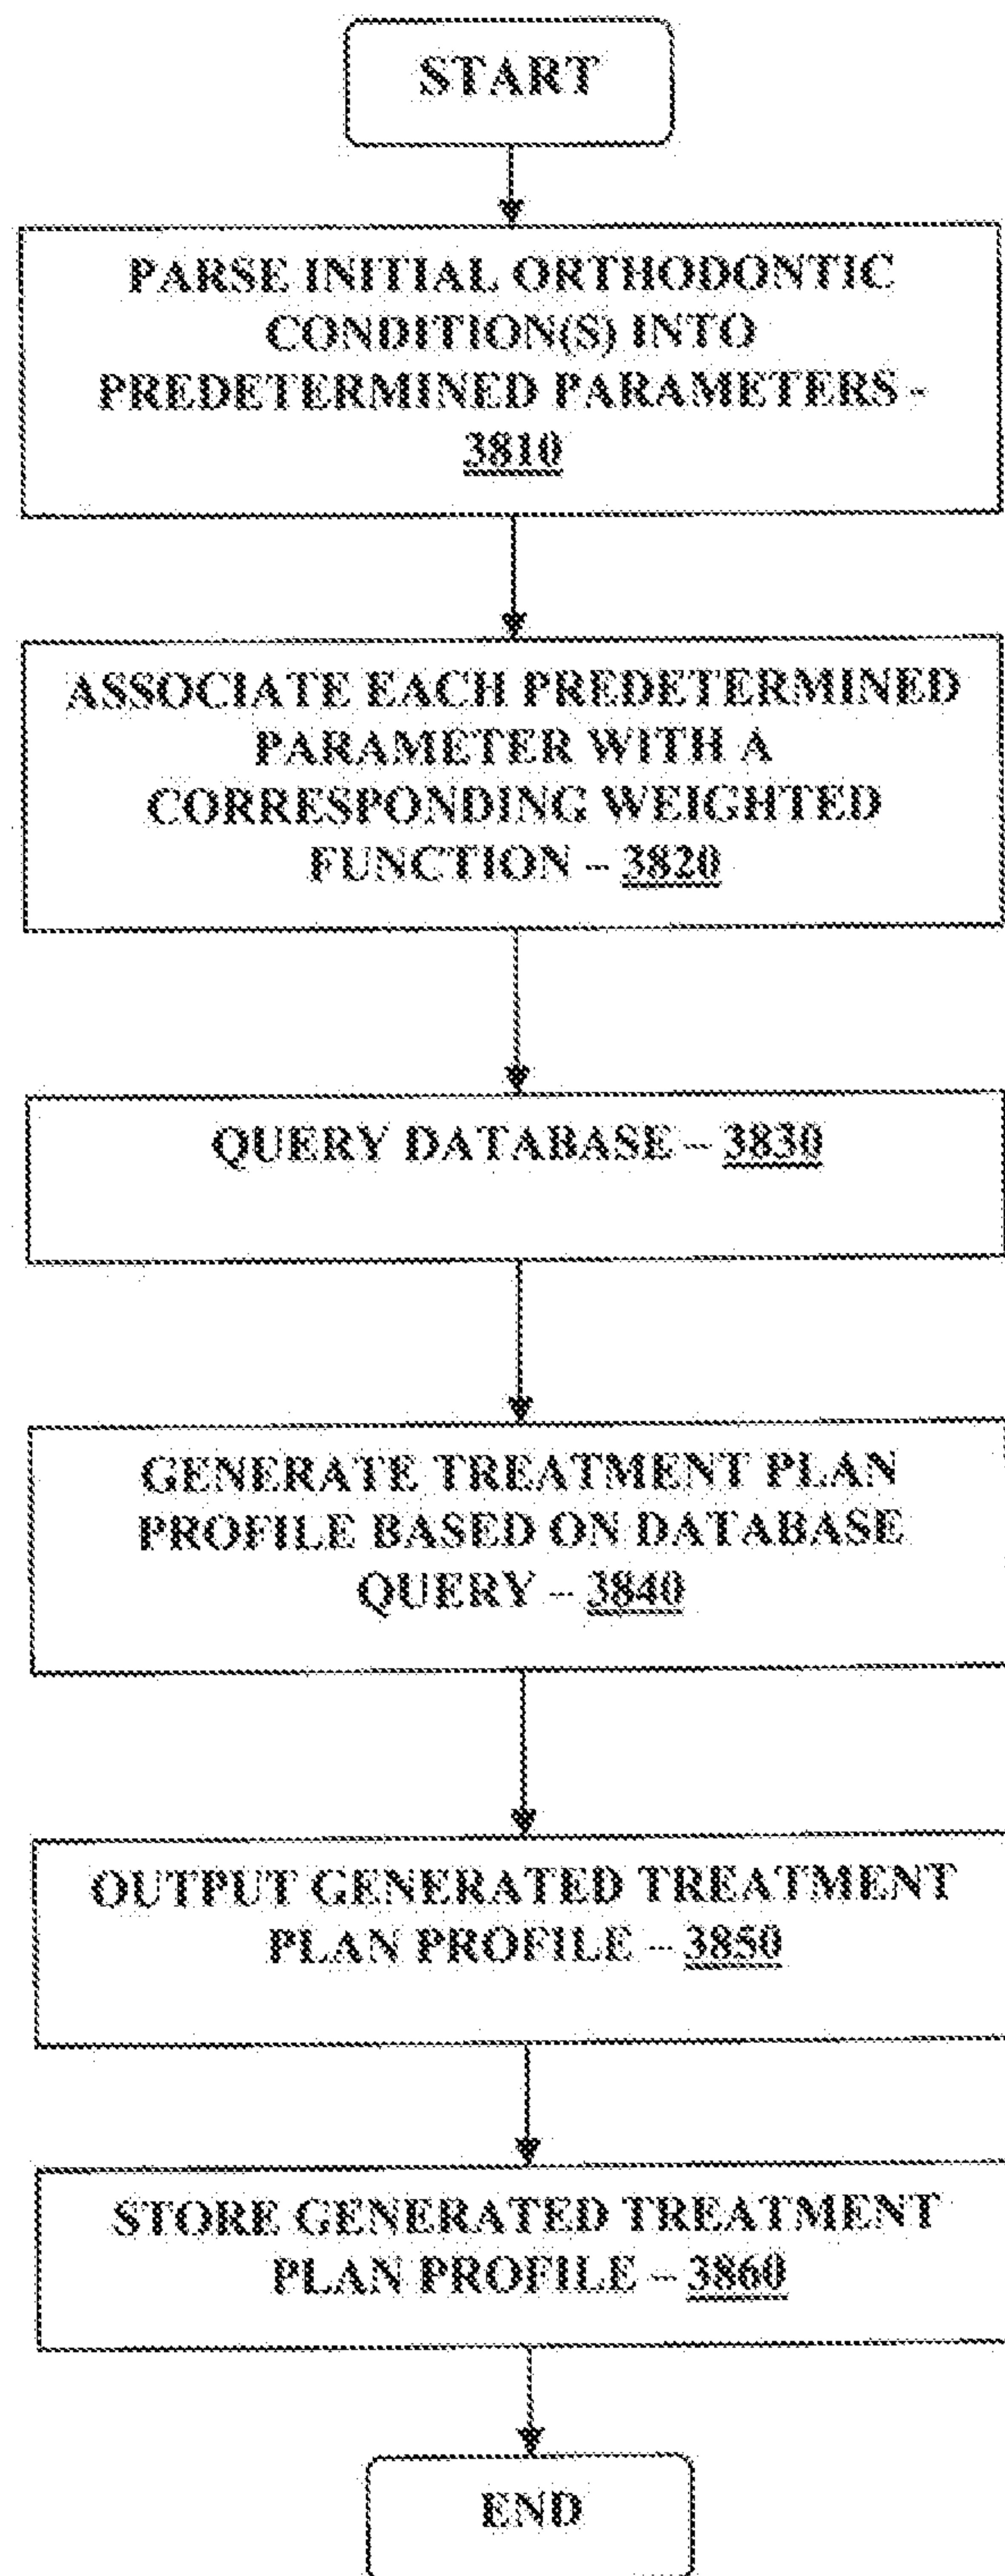 START
PARSE INITIAL ORTHODONTIC
CONDITION(S) INTO
PREDETERMINED PARAMETERS -
3810
ASSOCIATE EACH PREDETERMINED
PARAMETER WITH A
CORRESPONDING WEIGHTED
FUNCTION – 3820
QUERY DATABASE – 3830
GENERATE TREATMENT PLAN
PROFILE BASED ON DATABASE
QUERY – 3840
OUTPUT GENERATED TREATMENT
PLAN PROFILE – 3850
STORE GENERATED TREATMENT
PLAN PROFILE – 3860
END